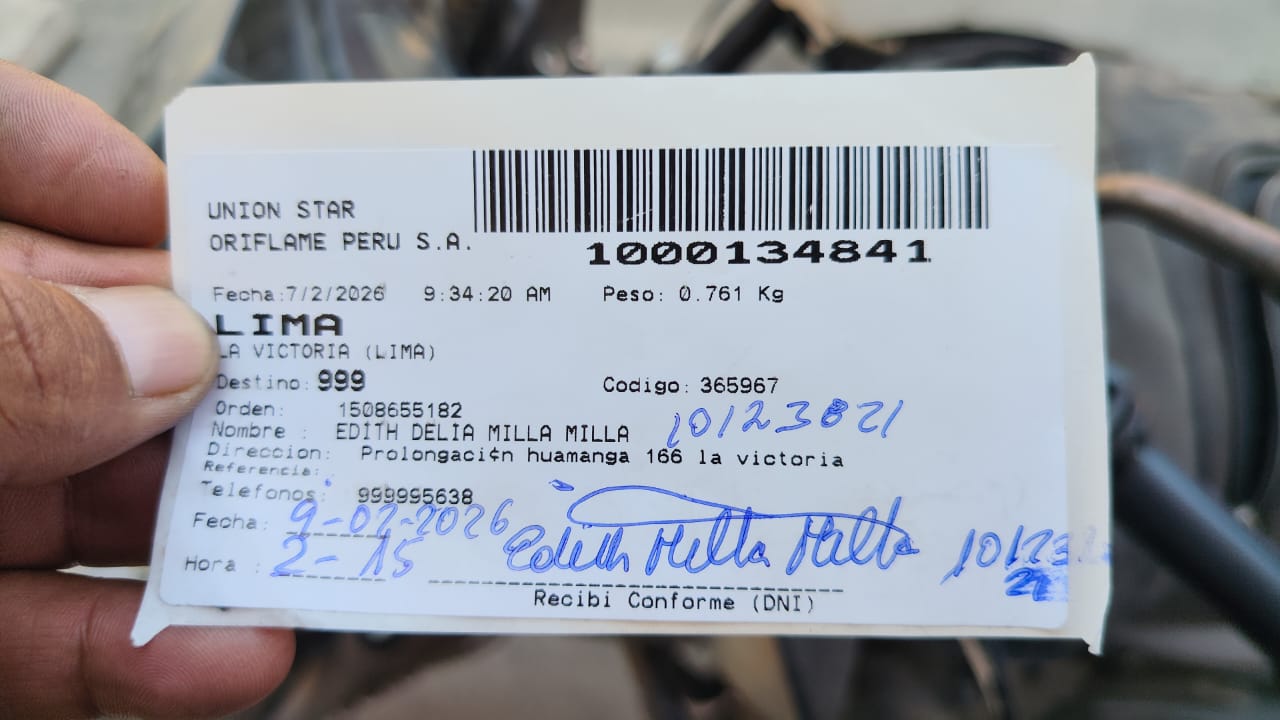 UNION STAR
ORIFLAME PERU S.A.
1000134841
Fecha:7/2/2026 9:34:20 AM Peso: 0.761 Kg
LIMA
LA VICTORIA (LIMA)
Destino: 999 Codigo: 365967
Orden: 1508655182
Nombre : EDITH DELIA MILLA MILLA 10123821
Direccion: Prolongaci¢n huamanga 166 la victoria
Referencia:
Telefonos: 999995638
Fecha: 9-02-2026 Edith Milla Milla 10123
Hora : 2-15
Recibi Conforme (DNI)